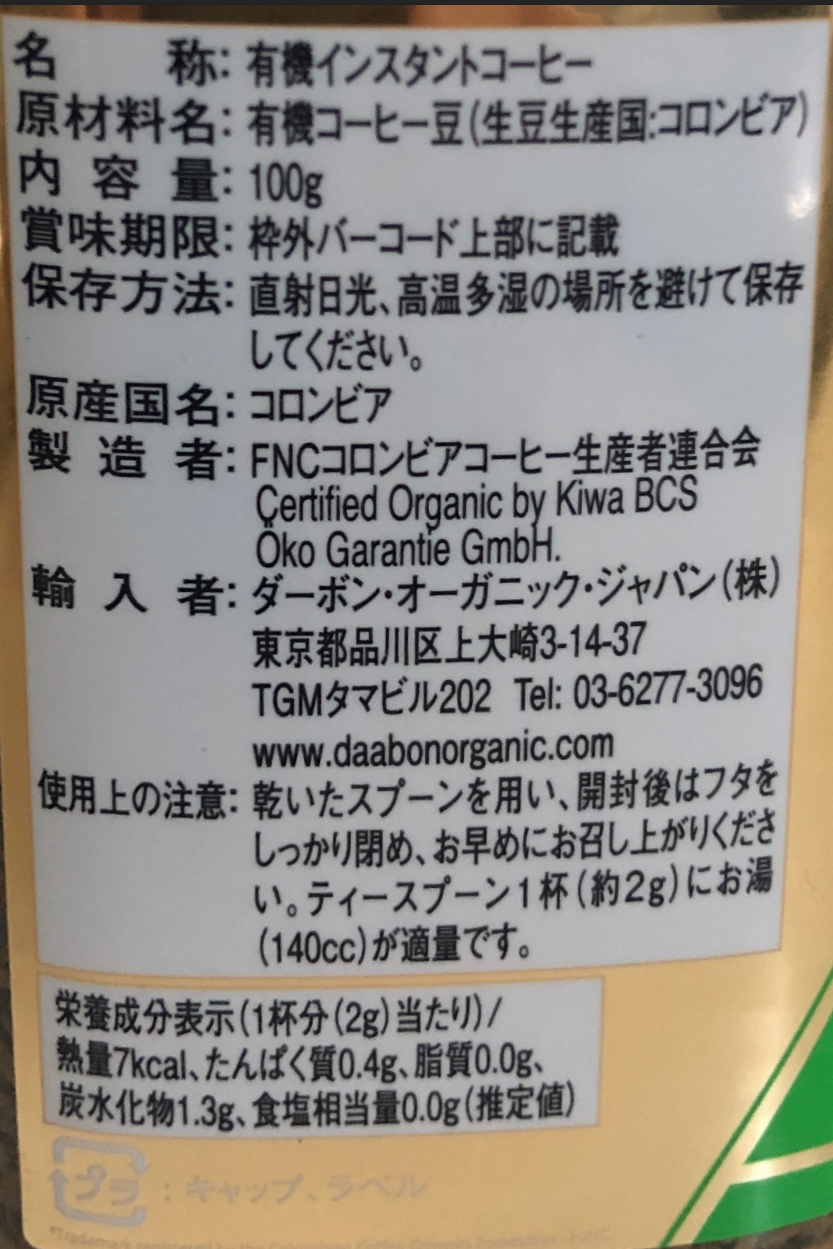 名称: 有機インスタントコーヒー
原材料名: 有機コーヒー豆(生豆生産国:コロンビア)
内容量: 100g
賞味期限: 枠外バーコード上部に記載
保存方法: 直射日光、高温多湿の場所を避けて保存
してください。
原産国名: コロンビア
製造者: FNCコロンビアコーヒー生産者連合会
Certified Organic by Kiwa BCS
Öko Garantie GmbH.
輸入者: ダーボン・オーガニック・ジャパン(株)
東京都品川区上大崎3-14-37
TGMタマビル202 Tel: 03-6277-3096
www.daabonorganic.com
使用上の注意: 乾いたスプーンを用い、開封後はフタを
しっかり閉め、お早めにお召し上がりくださ
い。ティースプーン1杯(約2g)にお湯
(140cc)が適量です。
栄養成分表示(1杯分(2g)当たり)/
熱量7kcal、たんぱく質0.4g、脂質0.0g、
炭水化物1.3g、食塩相当量0.0g(推定値)
プラ : キャップ、ラベル